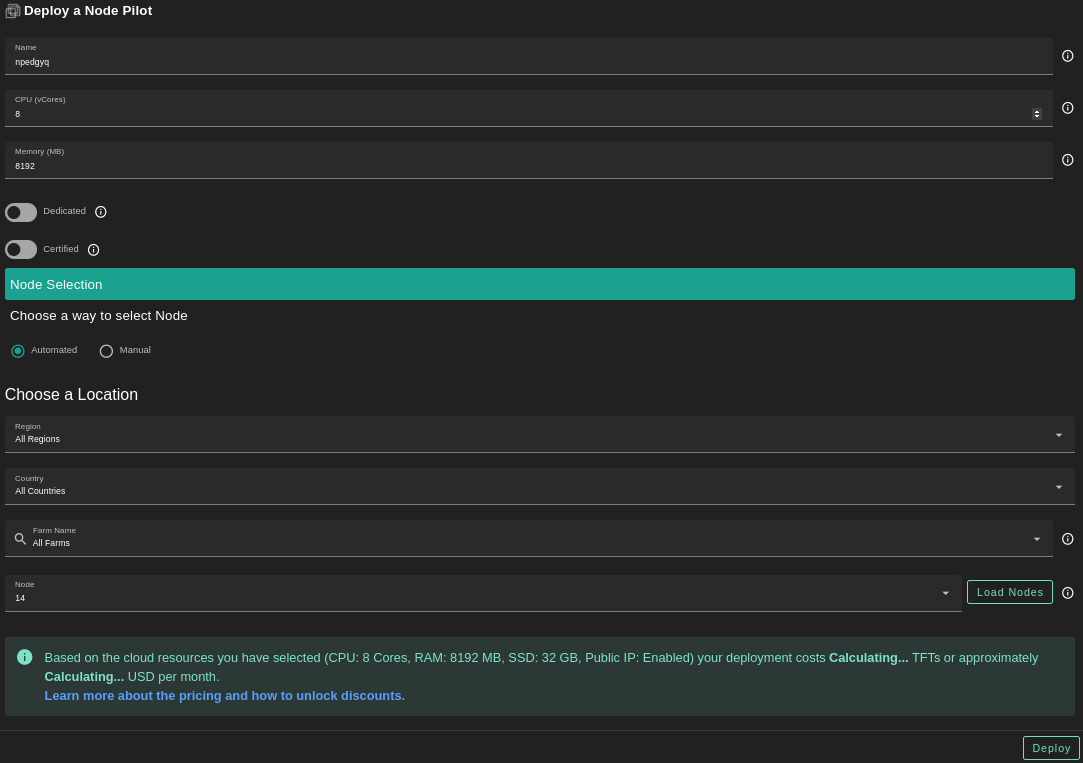 Deploy a Node Pilot
Name
npedgyq
CPU (vCores)
8
Memory (MB)
8192
Dedicated
Certified
Node Selection
Choose a way to select Node
Automated Manual
Choose a Location
Region
All Regions
Country
All Countries
Farm Name
All Farms
Node
14
Load Nodes
Based on the cloud resources you have selected (CPU: 8 Cores, RAM: 8192 MB, SSD: 32 GB, Public IP: Enabled) your deployment costs Calculating... TFTs or approximately
Calculating... USD per month.
Learn more about the pricing and how to unlock discounts.
Deploy